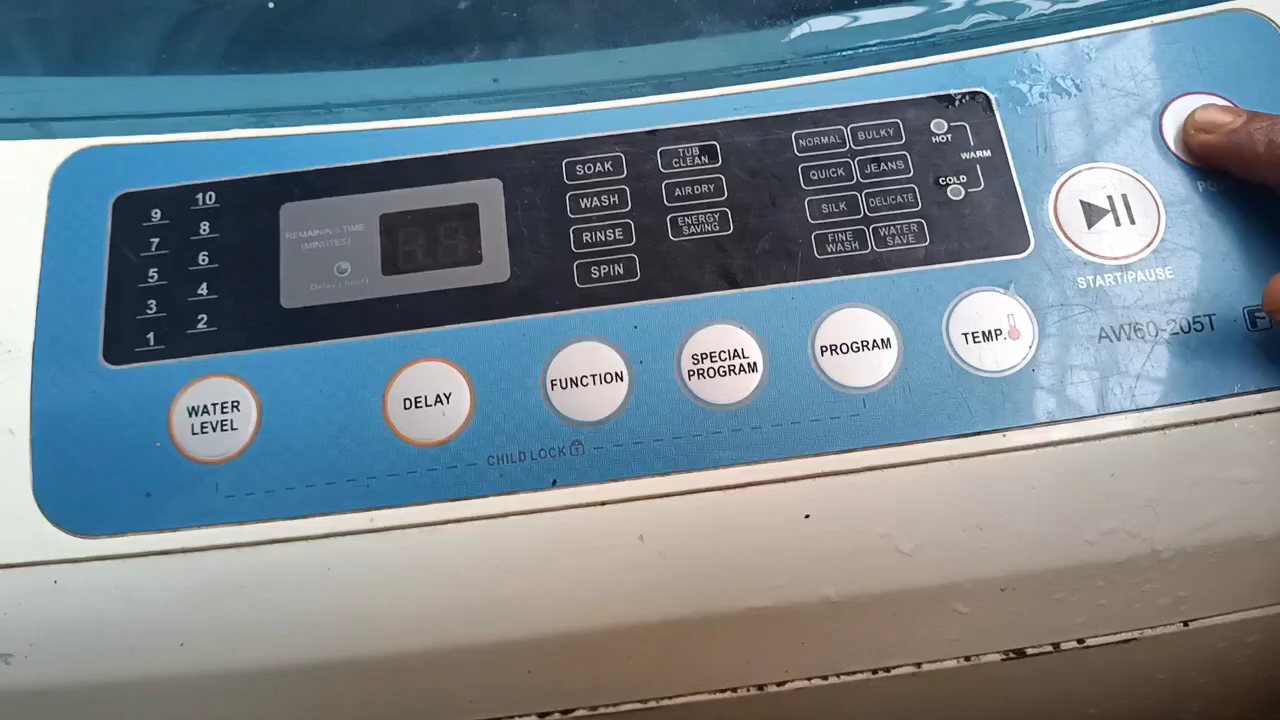 9 10
7 8
5 6
3 4
1 2
REMAINING TIME
(MINUTES)
Delay (hour)
SOAK
WASH
RINSE
SPIN
TUB
CLEAN
AIR DRY
ENERGY
SAVING
NORMAL BULKY
QUICK JEANS
SILK DELICATE
FINE
WASH
WATER
SAVE
HOT
WARM
COLD
START/PAUSE
AW60-205T
WATER
LEVEL
DELAY
FUNCTION
SPECIAL
PROGRAM
PROGRAM
TEMP.
CHILD LOCK